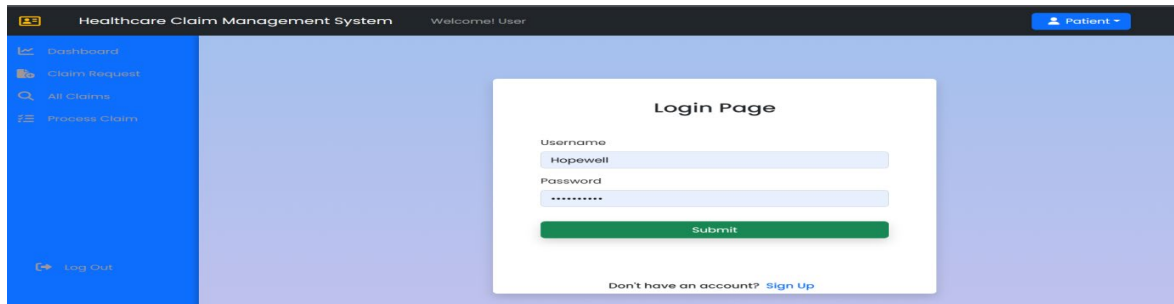 Healthcare Claim Management System Welcome! User Patient
Dashboard
Claim Request
All Claims
Process Claim
Log Out
Login Page
Username
Hopewell
Password
••••••••••
Submit
Don't have an account? Sign Up